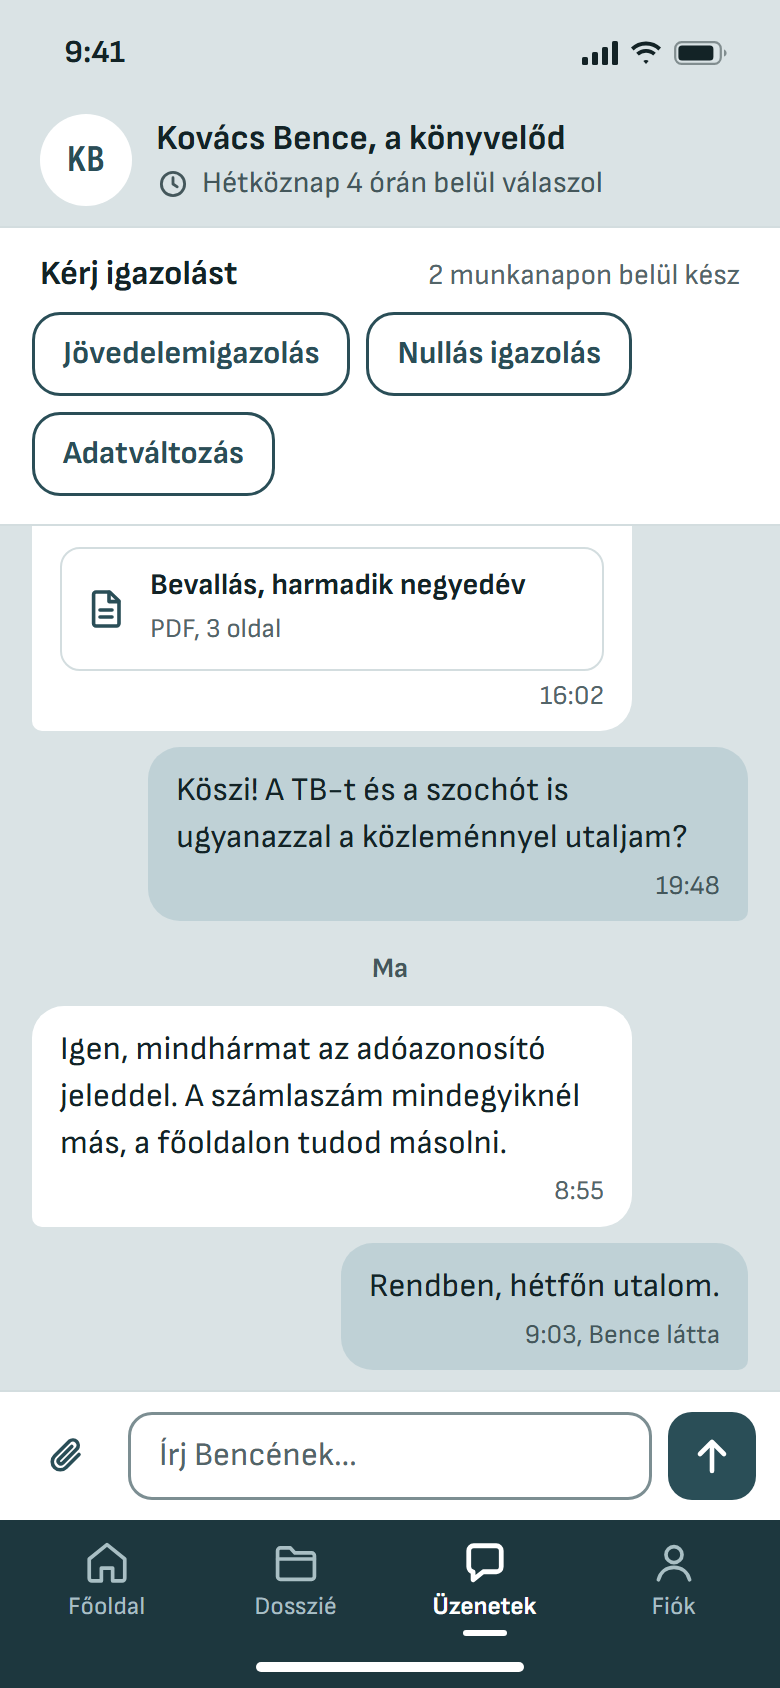 9:41
KB
Kovács Bence, a könyvelőd
Hétköznap 4 órán belül válaszol
Kérj igazolást
2 munkanapon belül kész
Jövedelemigazolás
Nullás igazolás
Adatváltozás
Bevallás, harmadik negyedév
PDF, 3 oldal
16:02
Köszi! A TB-t és a szochót is
ugyanazzal a közleménnyel utaljam?
19:48
Ma
Igen, mindhármat az adóazonosító
jeleddel. A számlaszám mindegyiknél
más, a főoldalon tudod másolni.
8:55
Rendben, hétfőn utalom.
9:03, Bence látta
Írj Bencének...
Főoldal
Dosszié
Üzenetek
Fiók